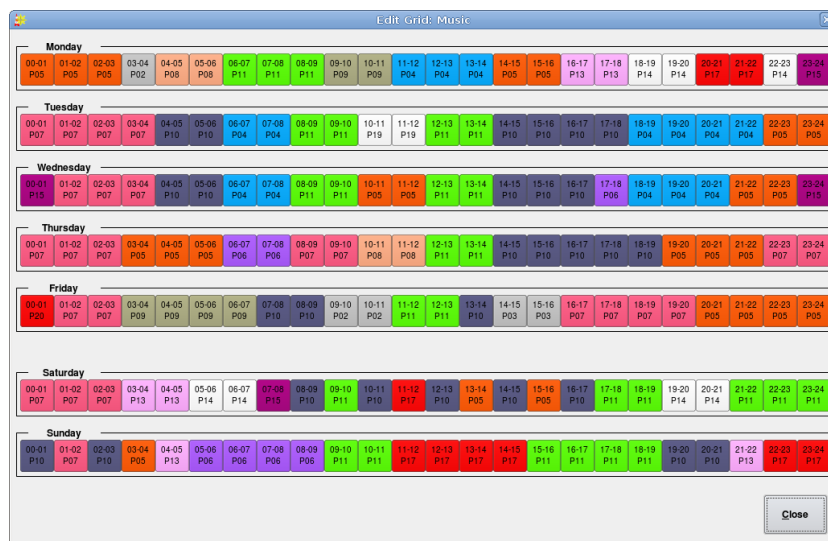 Edit Grid: Music
Monday
00-01 01-02 02-03 03-04 04-05 05-06 06-07 07-08 08-09 09-10 10-11 11-12 12-13 13-14 14-15 15-16 16-17 17-18 18-19 19-20 20-21 21-22 22-23 23-24
P05 P05 P05 P02 P08 P08 P11 P11 P11 P09 P09 P04 P04 P04 P05 P05 P13 P13 P14 P14 P17 P17 P14 P15
Tuesday
00-01 01-02 02-03 03-04 04-05 05-06 06-07 07-08 08-09 09-10 10-11 11-12 12-13 13-14 14-15 15-16 16-17 17-18 18-19 19-20 20-21 21-22 22-23 23-24
P07 P07 P07 P07 P10 P10 P04 P04 P11 P11 P19 P19 P11 P11 P10 P10 P10 P10 P04 P04 P04 P04 P05 P05
Wednesday
00-01 01-02 02-03 03-04 04-05 05-06 06-07 07-08 08-09 09-10 10-11 11-12 12-13 13-14 14-15 15-16 16-17 17-18 18-19 19-20 20-21 21-22 22-23 23-24
P15 P07 P07 P07 P10 P10 P04 P04 P11 P11 P05 P05 P11 P11 P10 P10 P10 P06 P04 P04 P04 P05 P05 P15
Thursday
00-01 01-02 02-03 03-04 04-05 05-06 06-07 07-08 08-09 09-10 10-11 11-12 12-13 13-14 14-15 15-16 16-17 17-18 18-19 19-20 20-21 21-22 22-23 23-24
P07 P07 P07 P05 P05 P05 P06 P06 P07 P07 P08 P08 P11 P11 P10 P10 P10 P10 P10 P05 P05 P05 P07 P07
Friday
00-01 01-02 02-03 03-04 04-05 05-06 06-07 07-08 08-09 09-10 10-11 11-12 12-13 13-14 14-15 15-16 16-17 17-18 18-19 19-20 20-21 21-22 22-23 23-24
P20 P07 P07 P09 P09 P09 P09 P10 P10 P02 P02 P11 P11 P10 P03 P03 P07 P07 P07 P07 P05 P05 P05 P05
Saturday
00-01 01-02 02-03 03-04 04-05 05-06 06-07 07-08 08-09 09-10 10-11 11-12 12-13 13-14 14-15 15-16 16-17 17-18 18-19 19-20 20-21 21-22 22-23 23-24
P07 P07 P07 P13 P13 P14 P14 P15 P10 P11 P10 P17 P10 P05 P10 P05 P10 P11 P11 P14 P14 P11 P11 P11
Sunday
00-01 01-02 02-03 03-04 04-05 05-06 06-07 07-08 08-09 09-10 10-11 11-12 12-13 13-14 14-15 15-16 16-17 17-18 18-19 19-20 20-21 21-22 22-23 23-24
P10 P07 P10 P05 P13 P06 P06 P06 P06 P11 P11 P17 P17 P17 P17 P11 P11 P11 P11 P10 P10 P13 P17 P17
Close